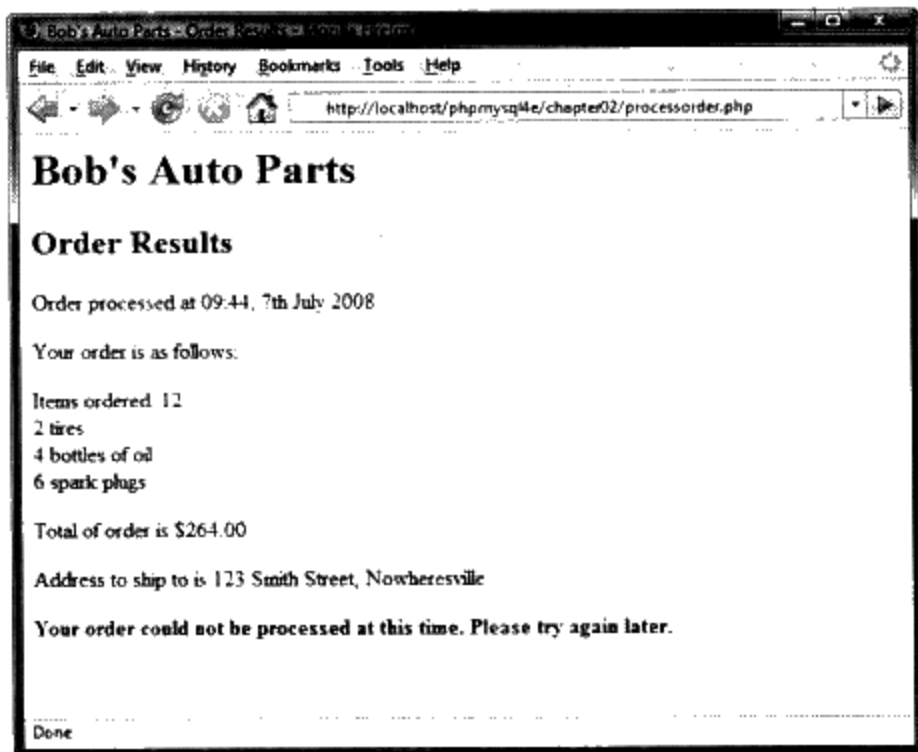 Bob's Auto Parts - Order Results - Mozilla Firefox
File Edit View History Bookmarks Tools Help
http://localhost/phpmysql4e/chapter02/processorder.php
Bob's Auto Parts
Order Results
Order processed at 09:44, 7th July 2008
Your order is as follows:
Items ordered: 12
2 tires
4 bottles of oil
6 spark plugs
Total of order is $264.00
Address to ship to is 123 Smith Street, Nowheresville
Your order could not be processed at this time. Please try again later.
Done